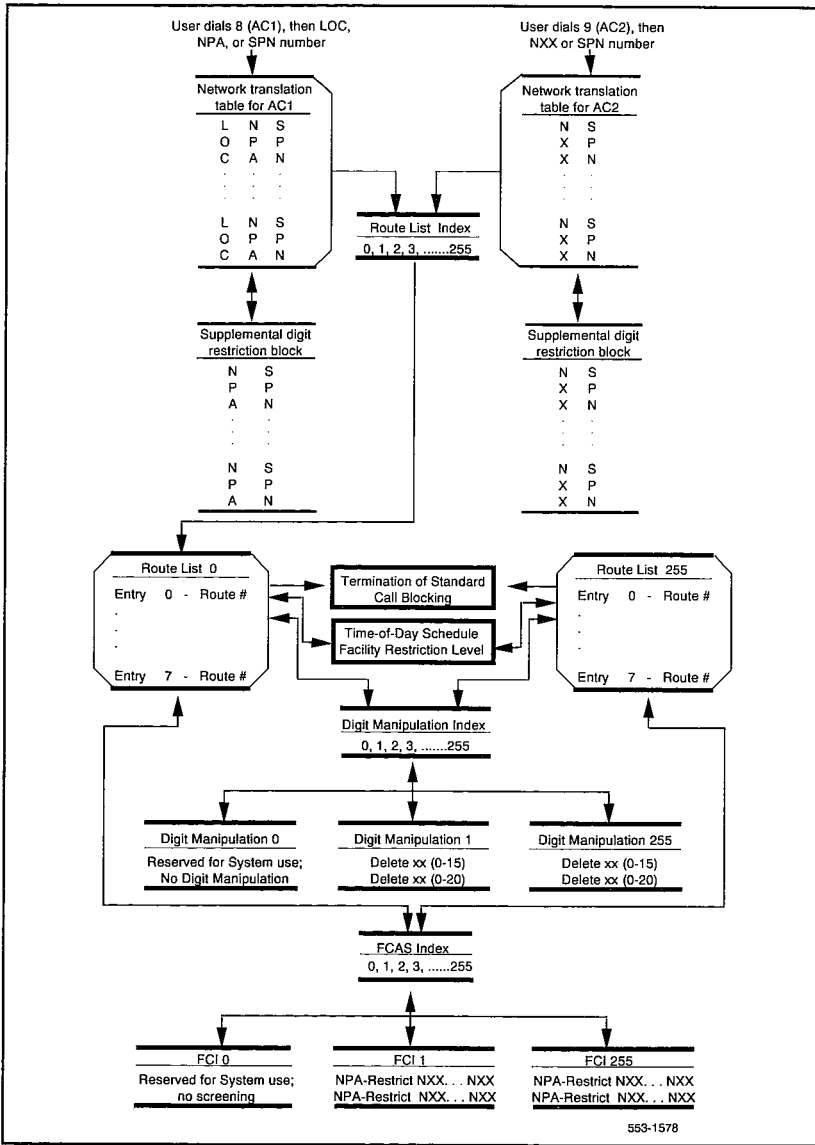 User dials 8 (AC1), then LOC,
NPA, or SPN number
User dials 9 (AC2), then
NXX or SPN number
Network translation
table for AC1
L N S
O P P
C A N
. . .
. . .
L N S
O P P
C A N
Network translation
table for AC2
N S
X P
X N
. .
. .
N S
X P
X N
Route List Index
0, 1, 2, 3, .......255
Supplemental digit
restriction block
N S
P P
A N
. .
. .
N S
P P
A N
Supplemental digit
restriction block
N S
X P
X N
. .
. .
N S
X P
X N
Route List 0
Entry 0 - Route #
.
.
.
Entry 7 - Route #
Termination of Standard
Call Blocking
Time-of-Day Schedule
Facility Restriction Level
Route List 255
Entry 0 - Route #
.
.
.
Entry 7 - Route #
Digit Manipulation Index
0, 1, 2, 3, .......255
Digit Manipulation 0
Reserved for System use;
No Digit Manipulation
Digit Manipulation 1
Delete xx (0-15)
Delete xx (0-20)
Digit Manipulation 255
Delete xx (0-15)
Delete xx (0-20)
FCAS Index
0, 1, 2, 3, ......255
FCI 0
Reserved for System use;
no screening
FCI 1
NPA-Restrict NXX. . . NXX
NPA-Restrict NXX. . . NXX
FCI 255
NPA-Restrict NXX. . . NXX
NPA-Restrict NXX. . . NXX
553-1578